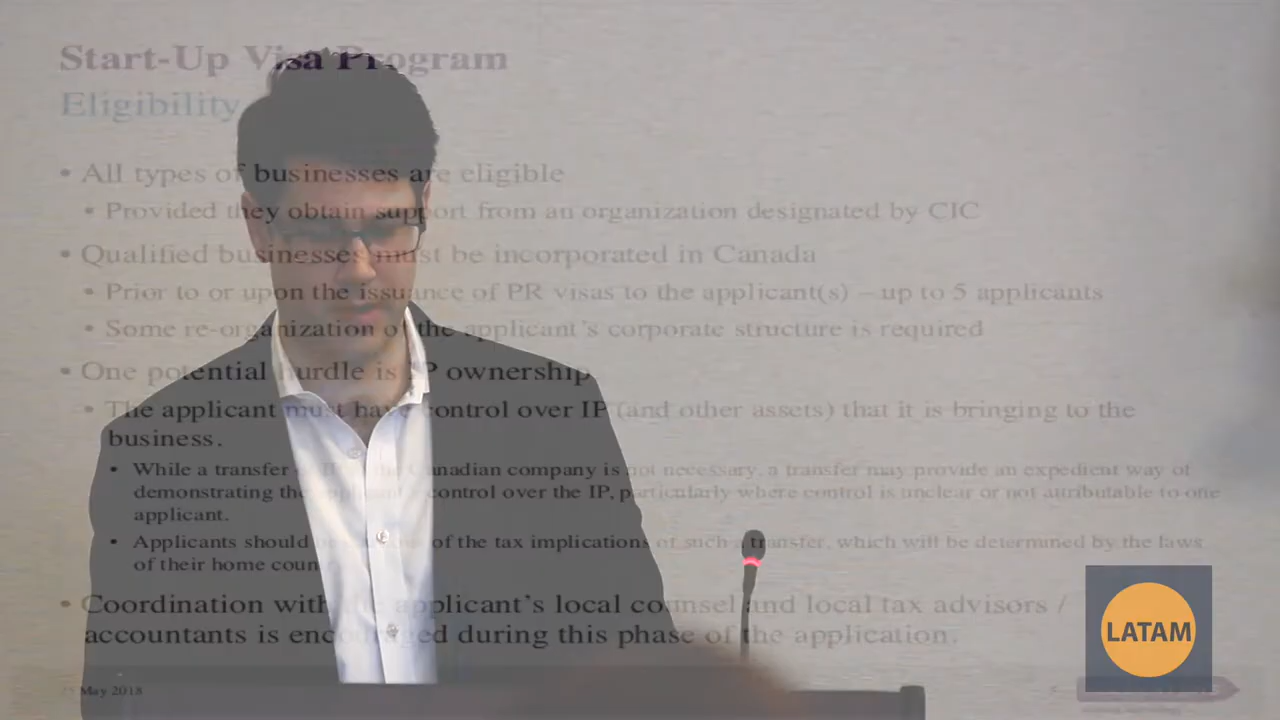 Start-Up Visa Program
Eligibility
• All types of businesses are eligible
• Provided they obtain support from an organization designated by CIC
• Qualified businesses must be incorporated in Canada
• Prior to or upon the issuance of PR visas to the applicant(s) – up to 5 applicants
• Some re-organization of the applicant's corporate structure is required
• One potential hurdle is IP ownership
• The applicant must have control over IP (and other assets) that it is bringing to the
business.
• While a transfer of IP to the Canadian company is not necessary, a transfer may provide an expedient way of
demonstrating the applicant's control over the IP, particularly where control is unclear or not attributable to one
applicant.
• Applicants should be of the tax implications of such a transfer, which will be determined by the laws
of their home
• Coordination with the applicant's local counsel and local tax advisors /
accountants is encouraged during this phase of the application.
May 2018
LATAM